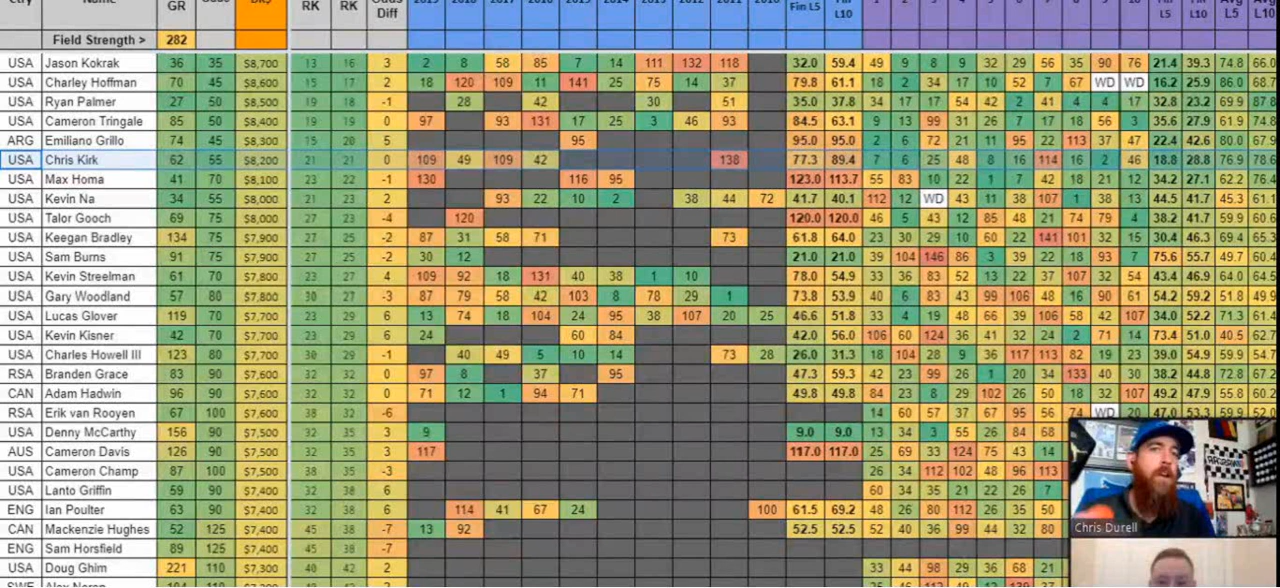 Ctry Name GR Odds DK$ RK RK Odds Diff 2019 2018 2017 2016 2015 2014 2013 2012 2011 2010 Fin L5 Fin L10 1 2 3 4 5 6 7 8 9 10 Fin L5 Fin L10 Avg L5 Avg L10
Field Strength > 282
USA Jason Kokrak 36 35 $8,700 13 16 3 2 8 58 85 7 14 111 132 118 32.0 59.4 49 9 8 9 32 29 56 35 90 76 21.4 39.3 74.8 66.0
USA Charley Hoffman 70 45 $8,600 15 17 2 18 120 109 11 141 25 75 14 37 79.8 61.1 18 2 34 17 10 52 7 67 WD WD 16.2 25.9 86.0 68.7
USA Ryan Palmer 27 50 $8,500 19 18 -1 28 42 30 51 35.0 37.8 34 17 17 54 42 2 41 4 4 17 32.8 23.2 69.9 87.8
USA Cameron Tringale 85 50 $8,400 19 19 0 97 93 131 17 25 3 46 93 84.5 63.1 9 13 99 31 26 7 17 18 56 3 35.6 27.9 61.9 74.8
ARG Emiliano Grillo 74 45 $8,300 15 20 5 95 95.0 95.0 2 6 72 21 11 95 22 113 37 47 22.4 42.6 80.0 67.9
USA Chris Kirk 62 55 $8,200 21 21 0 109 49 109 42 138 77.3 89.4 7 6 25 48 8 16 114 16 2 46 18.8 28.8 76.9 78.6
USA Max Homa 41 70 $8,100 23 22 -1 130 116 95 123.0 113.7 55 83 10 22 1 7 42 18 21 12 34.2 27.1 62.2 76.4
USA Kevin Na 34 55 $8,000 21 23 2 93 22 10 2 38 44 72 41.7 40.1 112 12 WD 43 11 38 107 1 38 13 44.5 41.7 45.3 61.1
USA Talor Gooch 69 75 $8,000 27 23 -4 120 120.0 120.0 46 5 43 12 85 48 21 74 79 4 38.2 41.7 59.9 60.6
USA Keegan Bradley 134 75 $7,900 27 25 -2 87 31 58 71 73 61.8 64.0 23 30 29 10 60 22 141 101 32 15 30.4 46.3 69.4 65.3
USA Sam Burns 91 75 $7,900 27 25 -2 30 12 21.0 21.0 39 104 146 86 3 39 22 18 93 7 75.6 55.7 49.7 60.4
USA Kevin Streelman 61 70 $7,800 23 27 4 109 92 18 131 40 38 1 10 78.0 54.9 33 36 83 52 13 22 37 107 32 54 43.4 46.9 64.0 64.5
USA Gary Woodland 57 80 $7,800 30 27 -3 87 79 58 42 103 8 78 29 1 73.8 53.9 40 6 83 43 99 106 48 16 90 61 54.2 59.2 51.8 49.9
USA Lucas Glover 119 70 $7,700 23 29 6 13 74 18 104 24 95 38 107 20 25 46.6 51.8 33 4 19 48 66 39 106 58 42 107 34.0 52.2 71.3 61.4
USA Kevin Kisner 42 70 $7,700 23 29 6 24 60 84 42.0 56.0 106 60 124 36 41 32 24 2 71 14 73.4 51.0 40.5 62.7
USA Charles Howell III 123 80 $7,700 30 29 -1 40 49 5 10 14 73 28 26.0 31.3 18 104 28 9 36 117 113 82 19 23 39.0 54.9 59.9 54.7
RSA Branden Grace 83 90 $7,600 32 32 0 97 8 37 95 47.3 59.3 42 23 99 26 1 20 34 133 40 30 38.2 44.8 72.8 67.2
CAN Adam Hadwin 96 90 $7,600 32 32 0 71 12 1 94 71 49.8 49.8 84 23 8 29 102 26 50 8 26 107 49.2 47.9 55.8 60.2
RSA Erik van Rooyen 67 100 $7,600 38 32 -6 14 60 57 37 67 95 56 74 WD 20 47.0 53.3 59.9 52.0
USA Denny McCarthy 156 90 $7,500 32 35 3 9 9.0 9.0 13 34 3 55 26 84 68
AUS Cameron Davis 126 90 $7,500 32 35 3 117 117.0 117.0 25 69 33 124 75 43 14
USA Cameron Champ 87 100 $7,500 38 35 -3 26 34 112 102 48 96 113
USA Lanto Griffin 59 90 $7,400 32 38 6 60 34 35 21 22 28 7
ENG Ian Poulter 63 90 $7,400 32 38 6 114 41 67 24 100 61.5 69.2 48 26 80 112 26 35 50
CAN Mackenzie Hughes 52 125 $7,400 45 38 -7 13 92 52.5 52.5 52 40 36 99 44 32 80
ENG Sam Horsfield 89 125 $7,400 45 38 -7
USA Doug Ghim 221 110 $7,300 40 42 2 33 44 98 29 36 68 21
SWE Alex Noren
Chris Durell